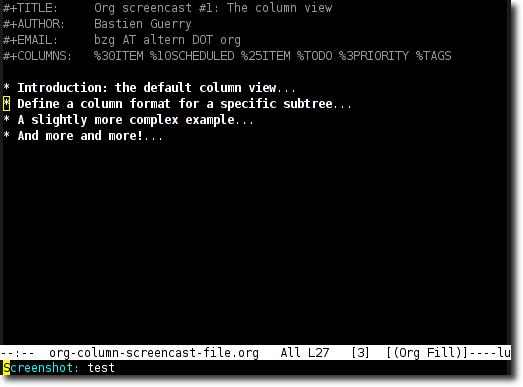 #+TITLE:     Org screencast #1: The column view
#+AUTHOR:    Bastien Guerry
#+EMAIL:     bzg AT altern DOT org
#+COLUMNS:   %30ITEM %10SCHEDULED %25ITEM %TODO %3PRIORITY %TAGS
* Introduction: the default column view...
* Define a column format for a specific subtree...
* A slightly more complex example...
* And more and more!...
--:--  org-column-screencast-file.org   All L27   [3]  [(Org Fill)]----lu
Screenshot: test